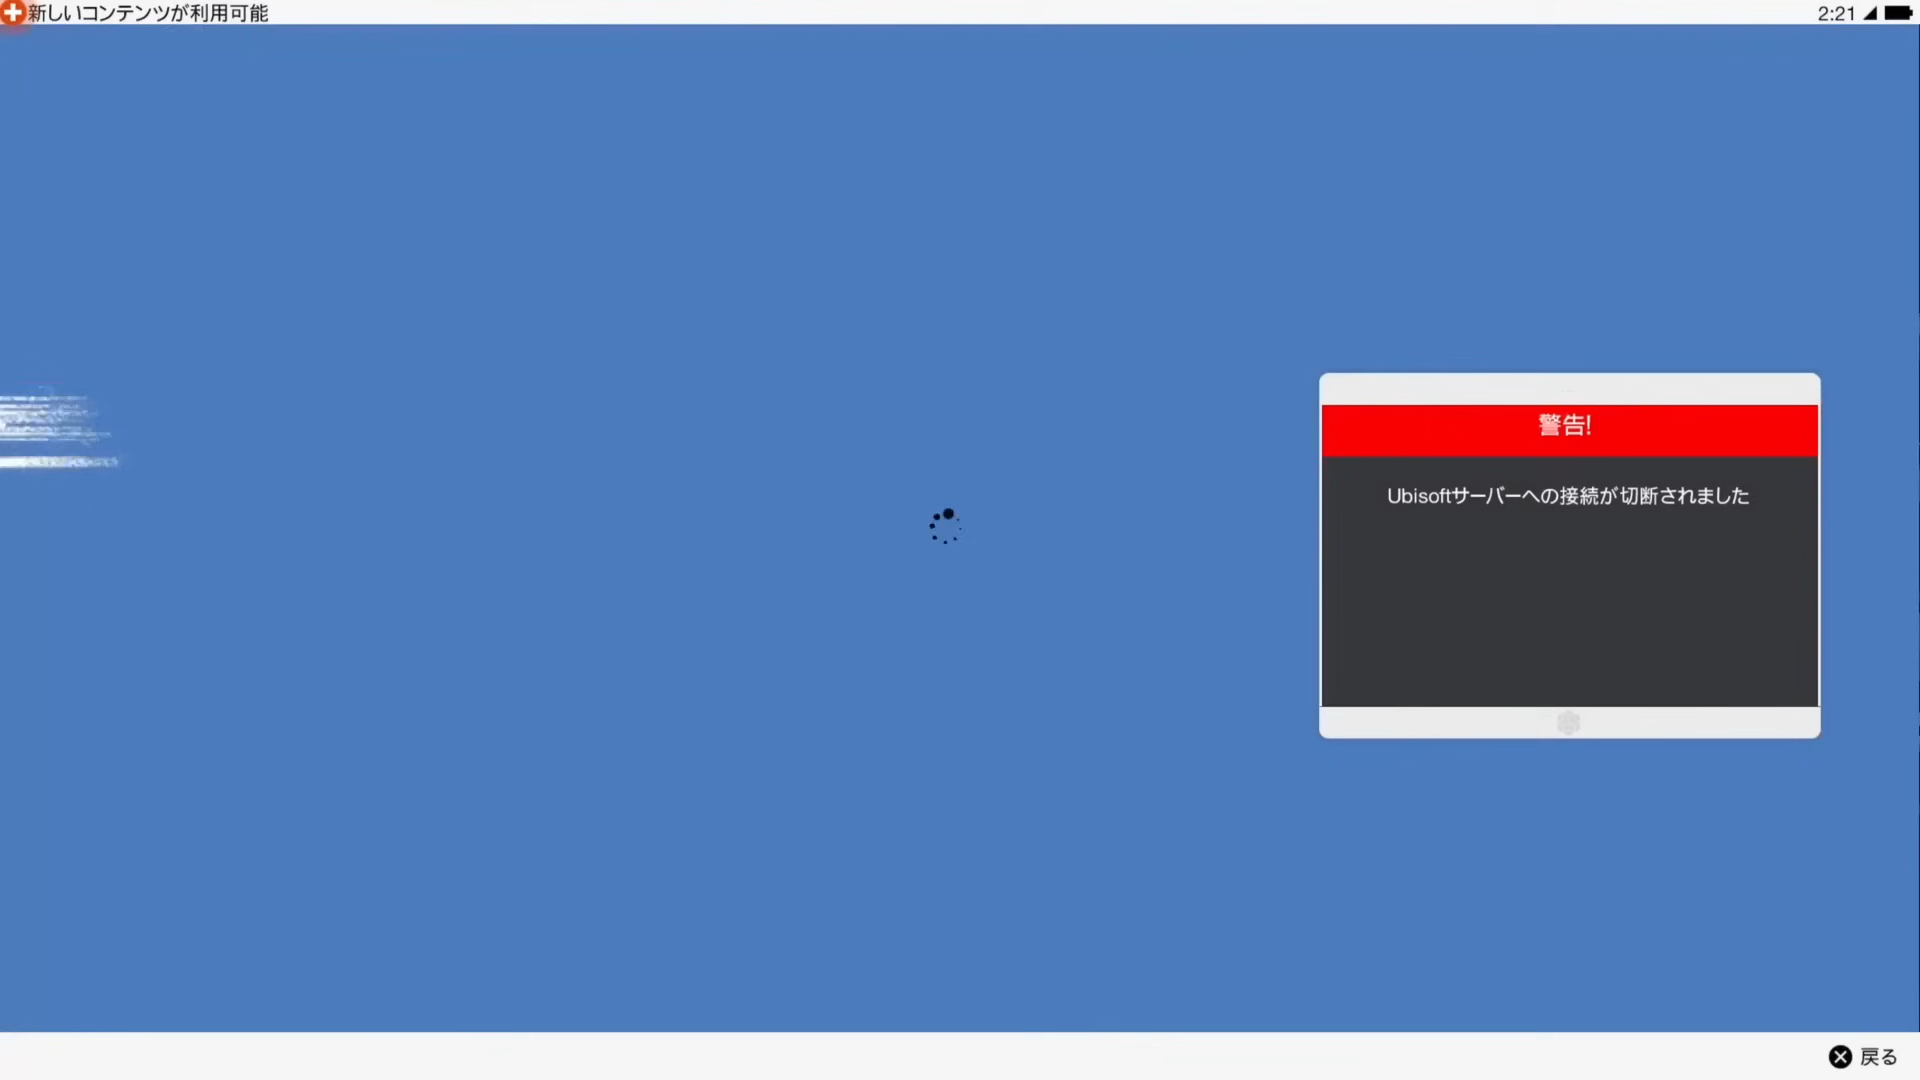 新しいコンテンツが利用可能
2:21
警告!
Ubisoftサーバーへの接続が切断されました
戻る